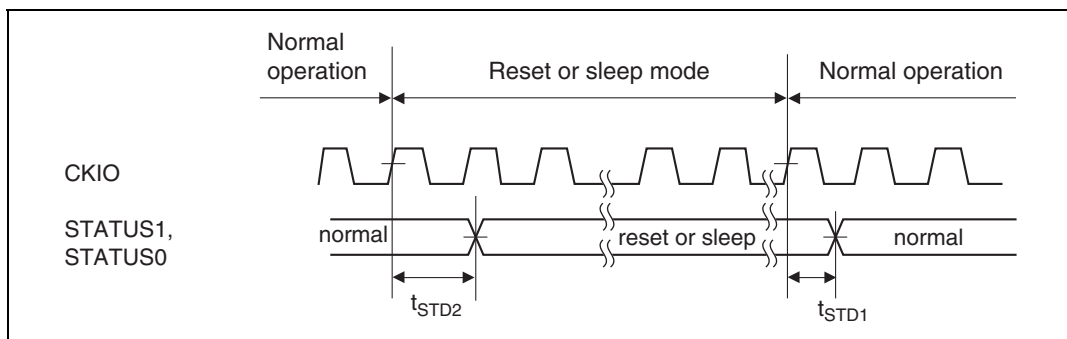 Normal
operation
Reset or sleep mode
Normal operation
CKIO
STATUS1,
STATUS0
normal
reset or sleep
normal
tSTD2
tSTD1